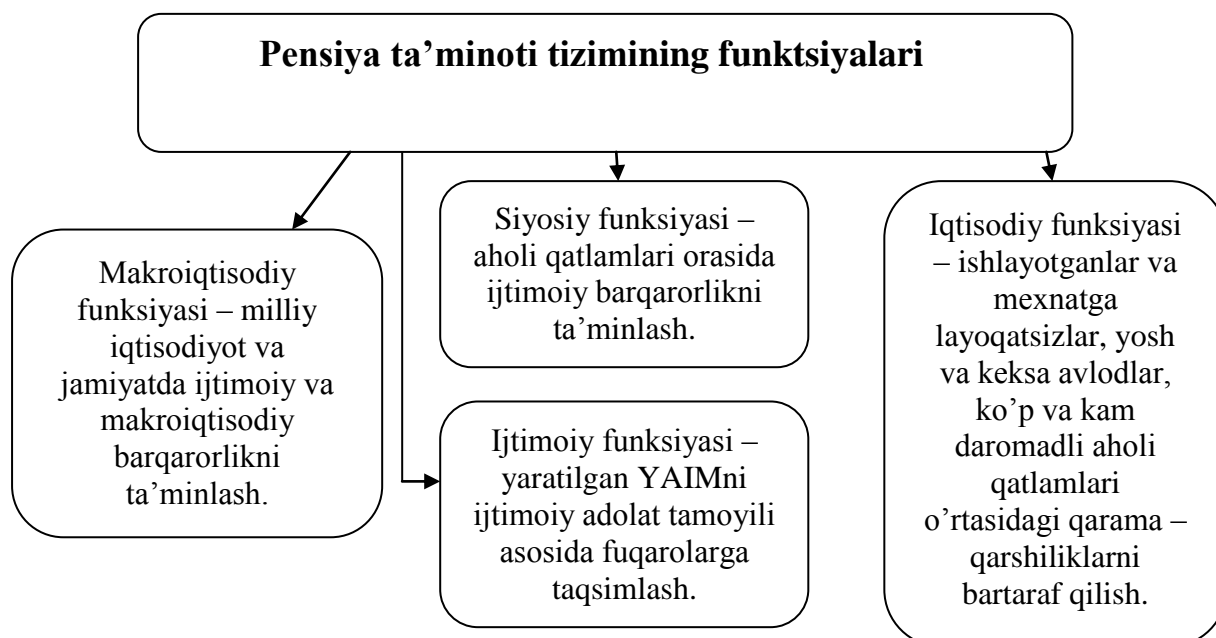 Pensiya ta’minoti tizimining funktsiyalari
Makroiqtisodiy
funksiyasi – milliy
iqtisodiyot va
jamiyatda ijtimoiy va
makroiqtisodiy
barqarorlikni
ta’minlash.
Siyosiy funksiyasi –
aholi qatlamlari orasida
ijtimoiy barqarorlikni
ta’minlash.
Ijtimoiy funksiyasi –
yaratilgan YAIMni
ijtimoiy adolat tamoyili
asosida fuqarolarga
taqsimlash.
Iqtisodiy funksiyasi
– ishlayotganlar va
mexnatga
layoqatsizlar, yosh
va keksa avlodlar,
ko’p va kam
daromadli aholi
qatlamlari
o’rtasidagi qarama –
qarshiliklarni
bartaraf qilish.